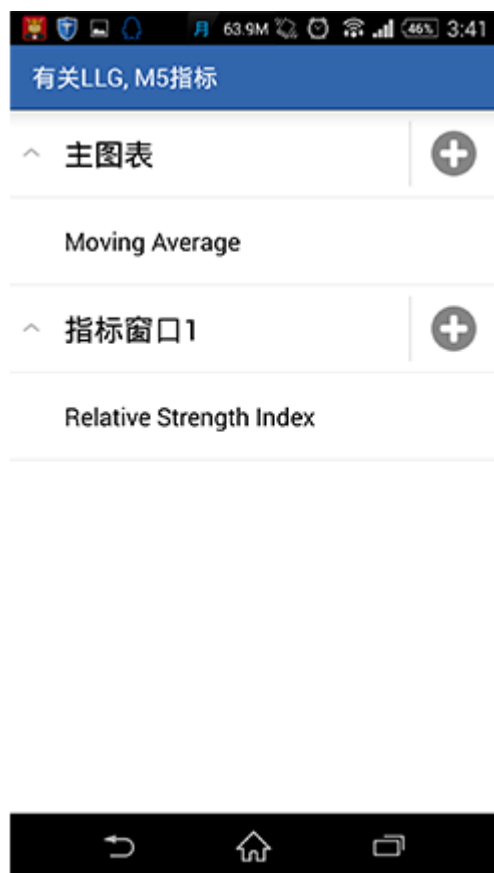 月 63.9M 46% 3:41
有关LLG, M5指标
主图表
Moving Average
指标窗口1
Relative Strength Index